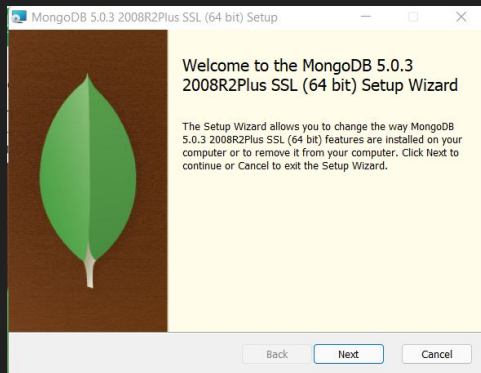 MongoDB 5.0.3 2008R2Plus SSL (64 bit) Setup
Welcome to the MongoDB 5.0.3
2008R2Plus SSL (64 bit) Setup Wizard
The Setup Wizard allows you to change the way MongoDB
5.0.3 2008R2Plus SSL (64 bit) features are installed on your
computer or to remove it from your computer. Click Next to
continue or Cancel to exit the Setup Wizard.
Back Next Cancel